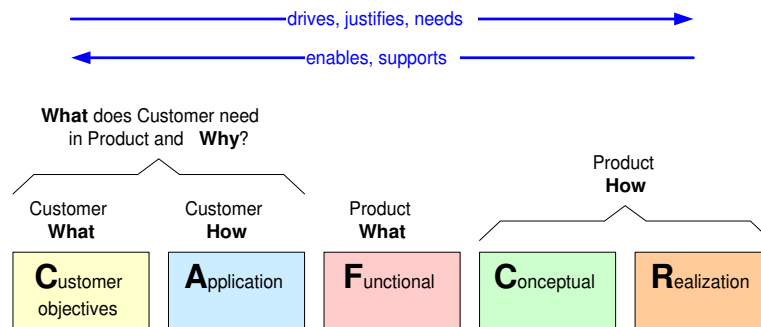 drives, justifies, needs
enables, supports
What does Customer need
in Product and Why?
Product
How
Customer
What
Customer
How
Product
What
Customer
objectives
Application
Functional
Conceptual
Realization